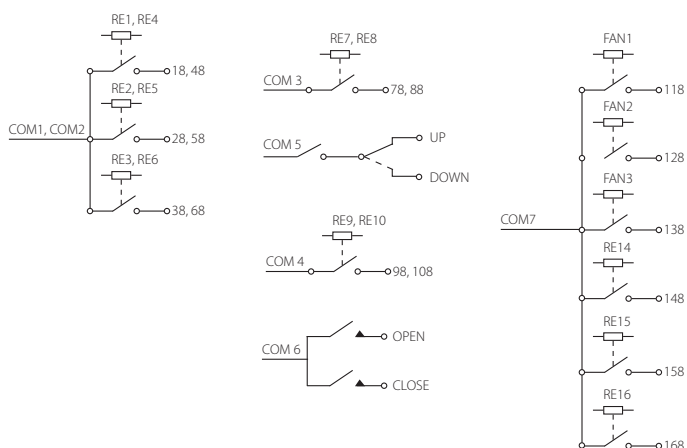 RE1, RE4
18, 48
RE2, RE5
COM1, COM2
28, 58
RE3, RE6
38, 68
RE7, RE8
COM 3
78, 88
COM 5
UP
DOWN
RE9, RE10
COM 4
98, 108
COM 6
OPEN
CLOSE
FAN1
118
FAN2
128
FAN3
COM7
138
RE14
148
RE15
158
RE16
168